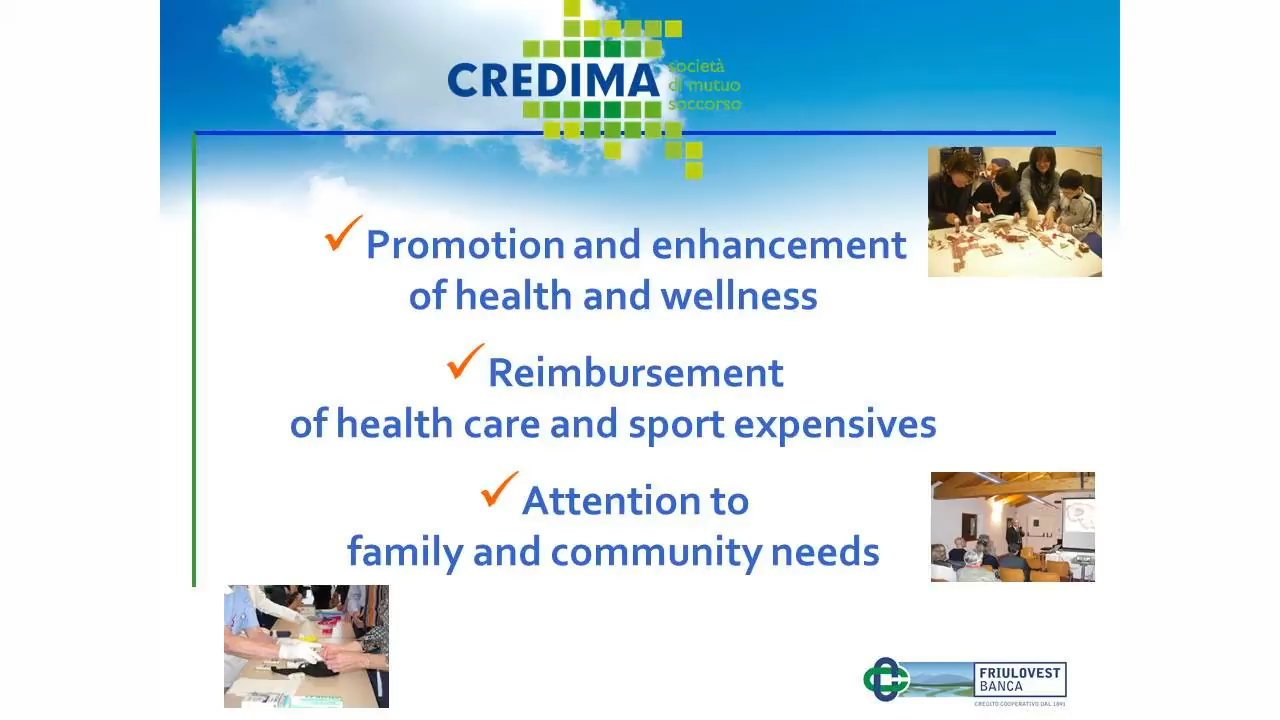 CREDIMA
società
di mutuo
soccorso
✓Promotion and enhancement
of health and wellness
✓Reimbursement
of health care and sport expensives
✓Attention to
family and community needs
FRIULOVEST
BANCA
CREDITO COOPERATIVO DAL 1891